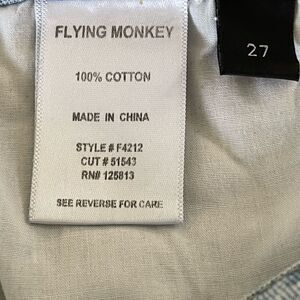 FLYING MONKEY
100% COTTON
MADE IN CHINA
STYLE # F4212
CUT # 51543
RN# 125813
SEE REVERSE FOR CARE
27